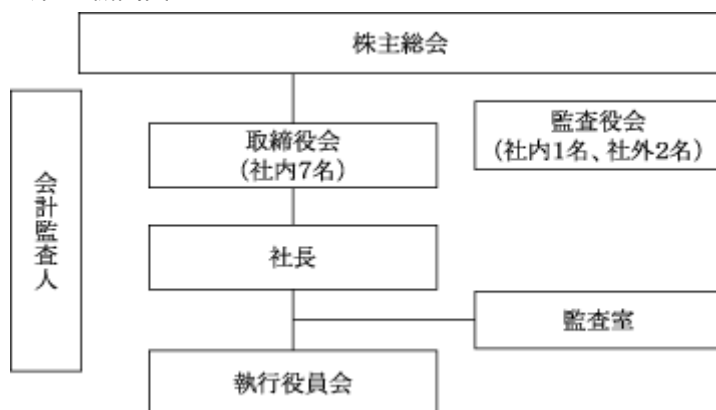 株主総会
取締役会
(社内7名)
監査役会
(社内1名、社外2名)
会計監査人
社長
監査室
執行役員会